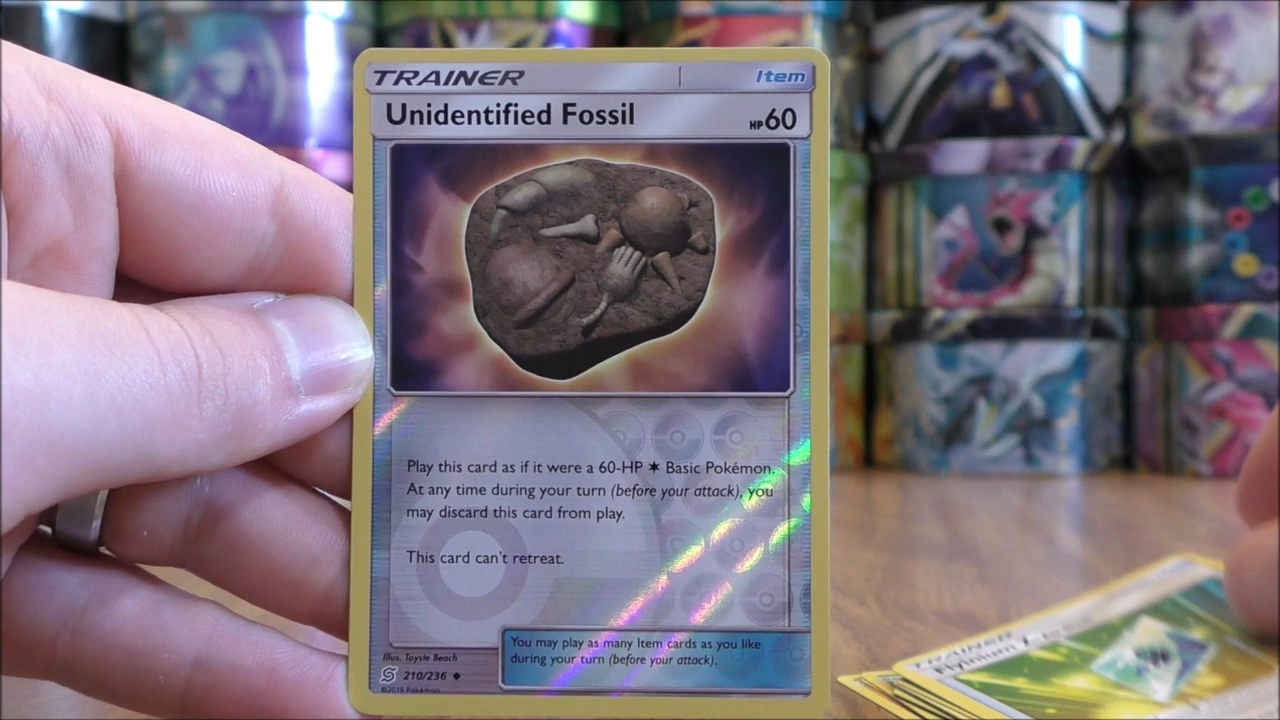 TRAINER Item
Unidentified Fossil HP 60
Play this card as if it were a 60-HP Basic Pokémon.
At any time during your turn (before your attack), you
may discard this card from play.
This card can't retreat.
You may play as many Item cards as you like
during your turn (before your attack).
Illus. Toyste Beach
210/236
©2019 Pokémon
TRAINER
Flyinium Z